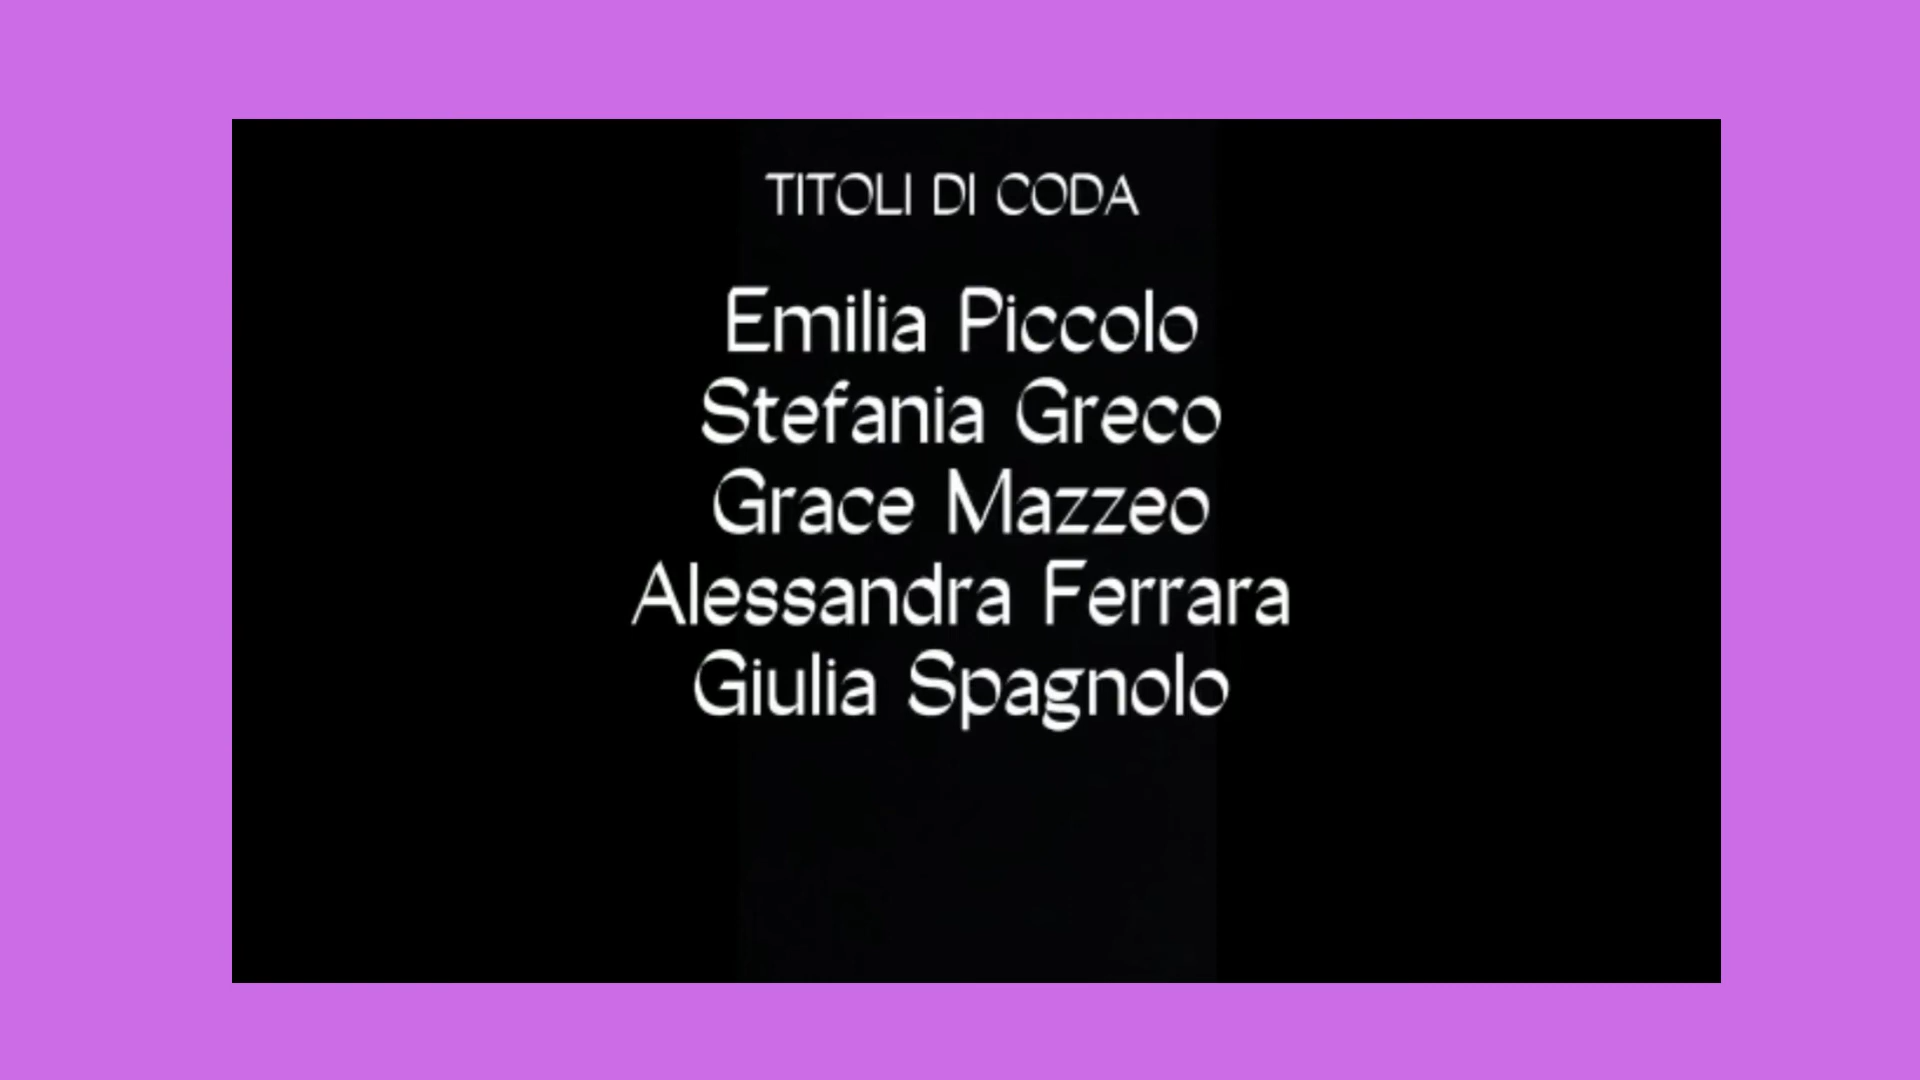 TITOLI DI CODA
Emilia Piccolo
Stefania Greco
Grace Mazzeo
Alessandra Ferrara
Giulia Spagnolo